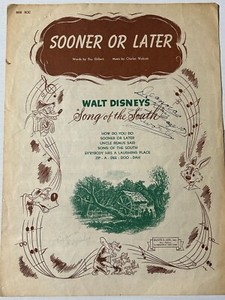 SOONER OR LATER
Words by Ray Gilbert Music by Charles Wolcott
WALT DISNEY'S
Song of the South
HOW DO YOU DO
SOONER OR LATER
UNCLE REMUS SAID
SONG OF THE SOUTH
EV'RYBODY HAS A LAUGHING PLACE
ZIP - A - DEE - DOO - DAH